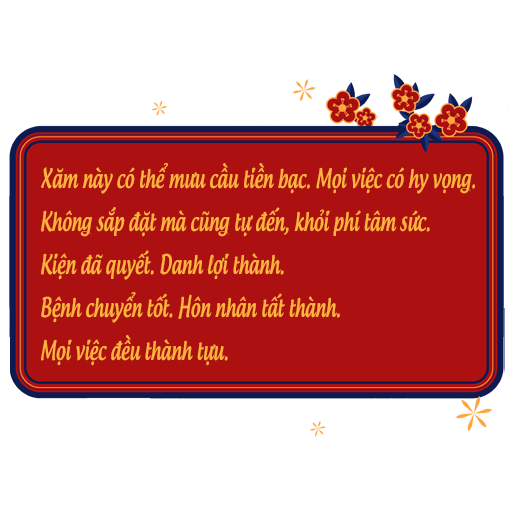 Xăm này có thể mưu cầu tiền bạc. Mọi việc có hy vọng.
Không sắp đặt mà cũng tự đến, khỏi phí tâm sức.
Kiện đã quyết. Danh lợi thành.
Bệnh chuyển tốt. Hôn nhân tất thành.
Mọi việc đều thành tựu.